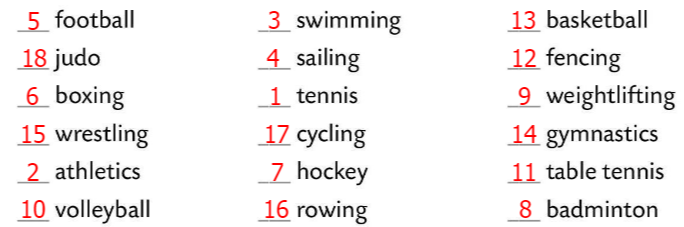 5 football 3 swimming 13 basketball
18 judo 4 sailing 12 fencing
6 boxing 1 tennis 9 weightlifting
15 wrestling 17 cycling 14 gymnastics
2 athletics 7 hockey 11 table tennis
10 volleyball 16 rowing 8 badminton